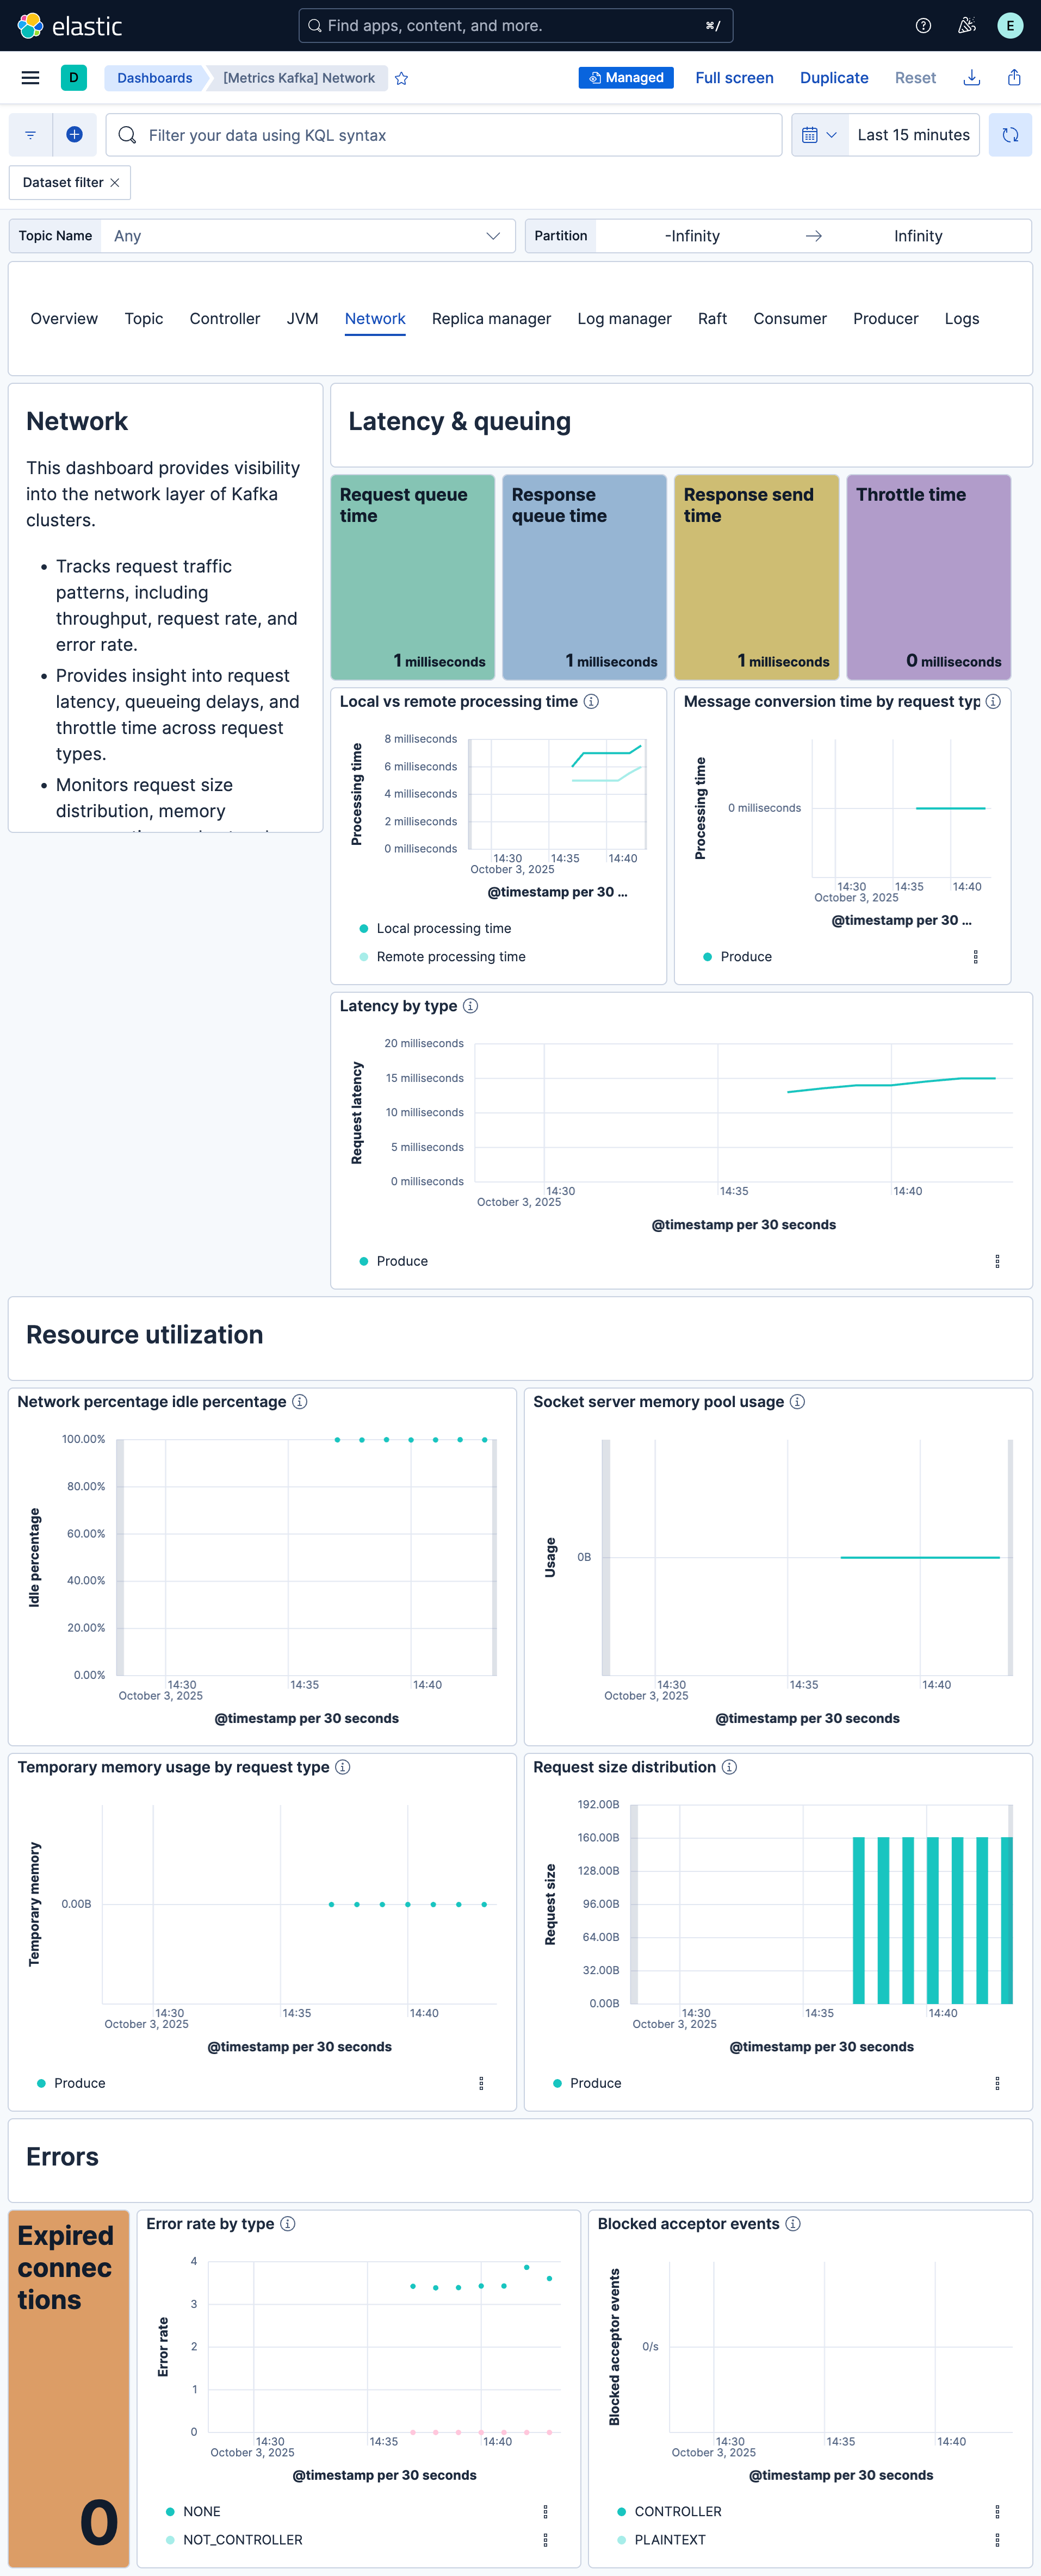 elastic
Find apps, content, and more.
⌘/
E
D
Dashboards
[Metrics Kafka] Network
Managed
Full screen
Duplicate
Reset
Filter your data using KQL syntax
Last 15 minutes
Dataset filter
Topic Name
Any
Partition
-Infinity
→
Infinity
Overview
Topic
Controller
JVM
Network
Replica manager
Log manager
Raft
Consumer
Producer
Logs
Network
This dashboard provides visibility
into the network layer of Kafka
clusters.
• Tracks request traffic
patterns, including
throughput, request rate, and
error rate.
• Provides insight into request
latency, queueing delays, and
throttle time across request
types.
• Monitors request size
distribution, memory
Latency & queuing
Request queue
time
1 milliseconds
Response
queue time
1 milliseconds
Response send
time
1 milliseconds
Throttle time
0 milliseconds
Local vs remote processing time
Processing time
8 milliseconds
6 milliseconds
4 milliseconds
2 milliseconds
0 milliseconds
14:30
14:35
14:40
October 3, 2025
@timestamp per 30 ...
Local processing time
Remote processing time
Message conversion time by request typ
Processing time
0 milliseconds
14:30
14:35
14:40
October 3, 2025
@timestamp per 30 ...
Produce
Latency by type
Request latency
20 milliseconds
15 milliseconds
10 milliseconds
5 milliseconds
0 milliseconds
14:30
14:35
14:40
October 3, 2025
@timestamp per 30 seconds
Produce
Resource utilization
Network percentage idle percentage
Idle percentage
100.00%
80.00%
60.00%
40.00%
20.00%
0.00%
14:30
14:35
14:40
October 3, 2025
@timestamp per 30 seconds
Socket server memory pool usage
Usage
0B
14:30
14:35
14:40
October 3, 2025
@timestamp per 30 seconds
Temporary memory usage by request type
Temporary memory
0.00B
14:30
14:35
14:40
October 3, 2025
@timestamp per 30 seconds
Produce
Request size distribution
Request size
192.00B
160.00B
128.00B
96.00B
64.00B
32.00B
0.00B
14:30
14:35
14:40
October 3, 2025
@timestamp per 30 seconds
Produce
Errors
Expired
connec
tions
0
Error rate by type
Error rate
4
3
2
1
0
14:30
14:35
14:40
October 3, 2025
@timestamp per 30 seconds
NONE
NOT_CONTROLLER
Blocked acceptor events
Blocked acceptor events
0/s
14:30
14:35
14:40
October 3, 2025
@timestamp per 30 seconds
CONTROLLER
PLAINTEXT